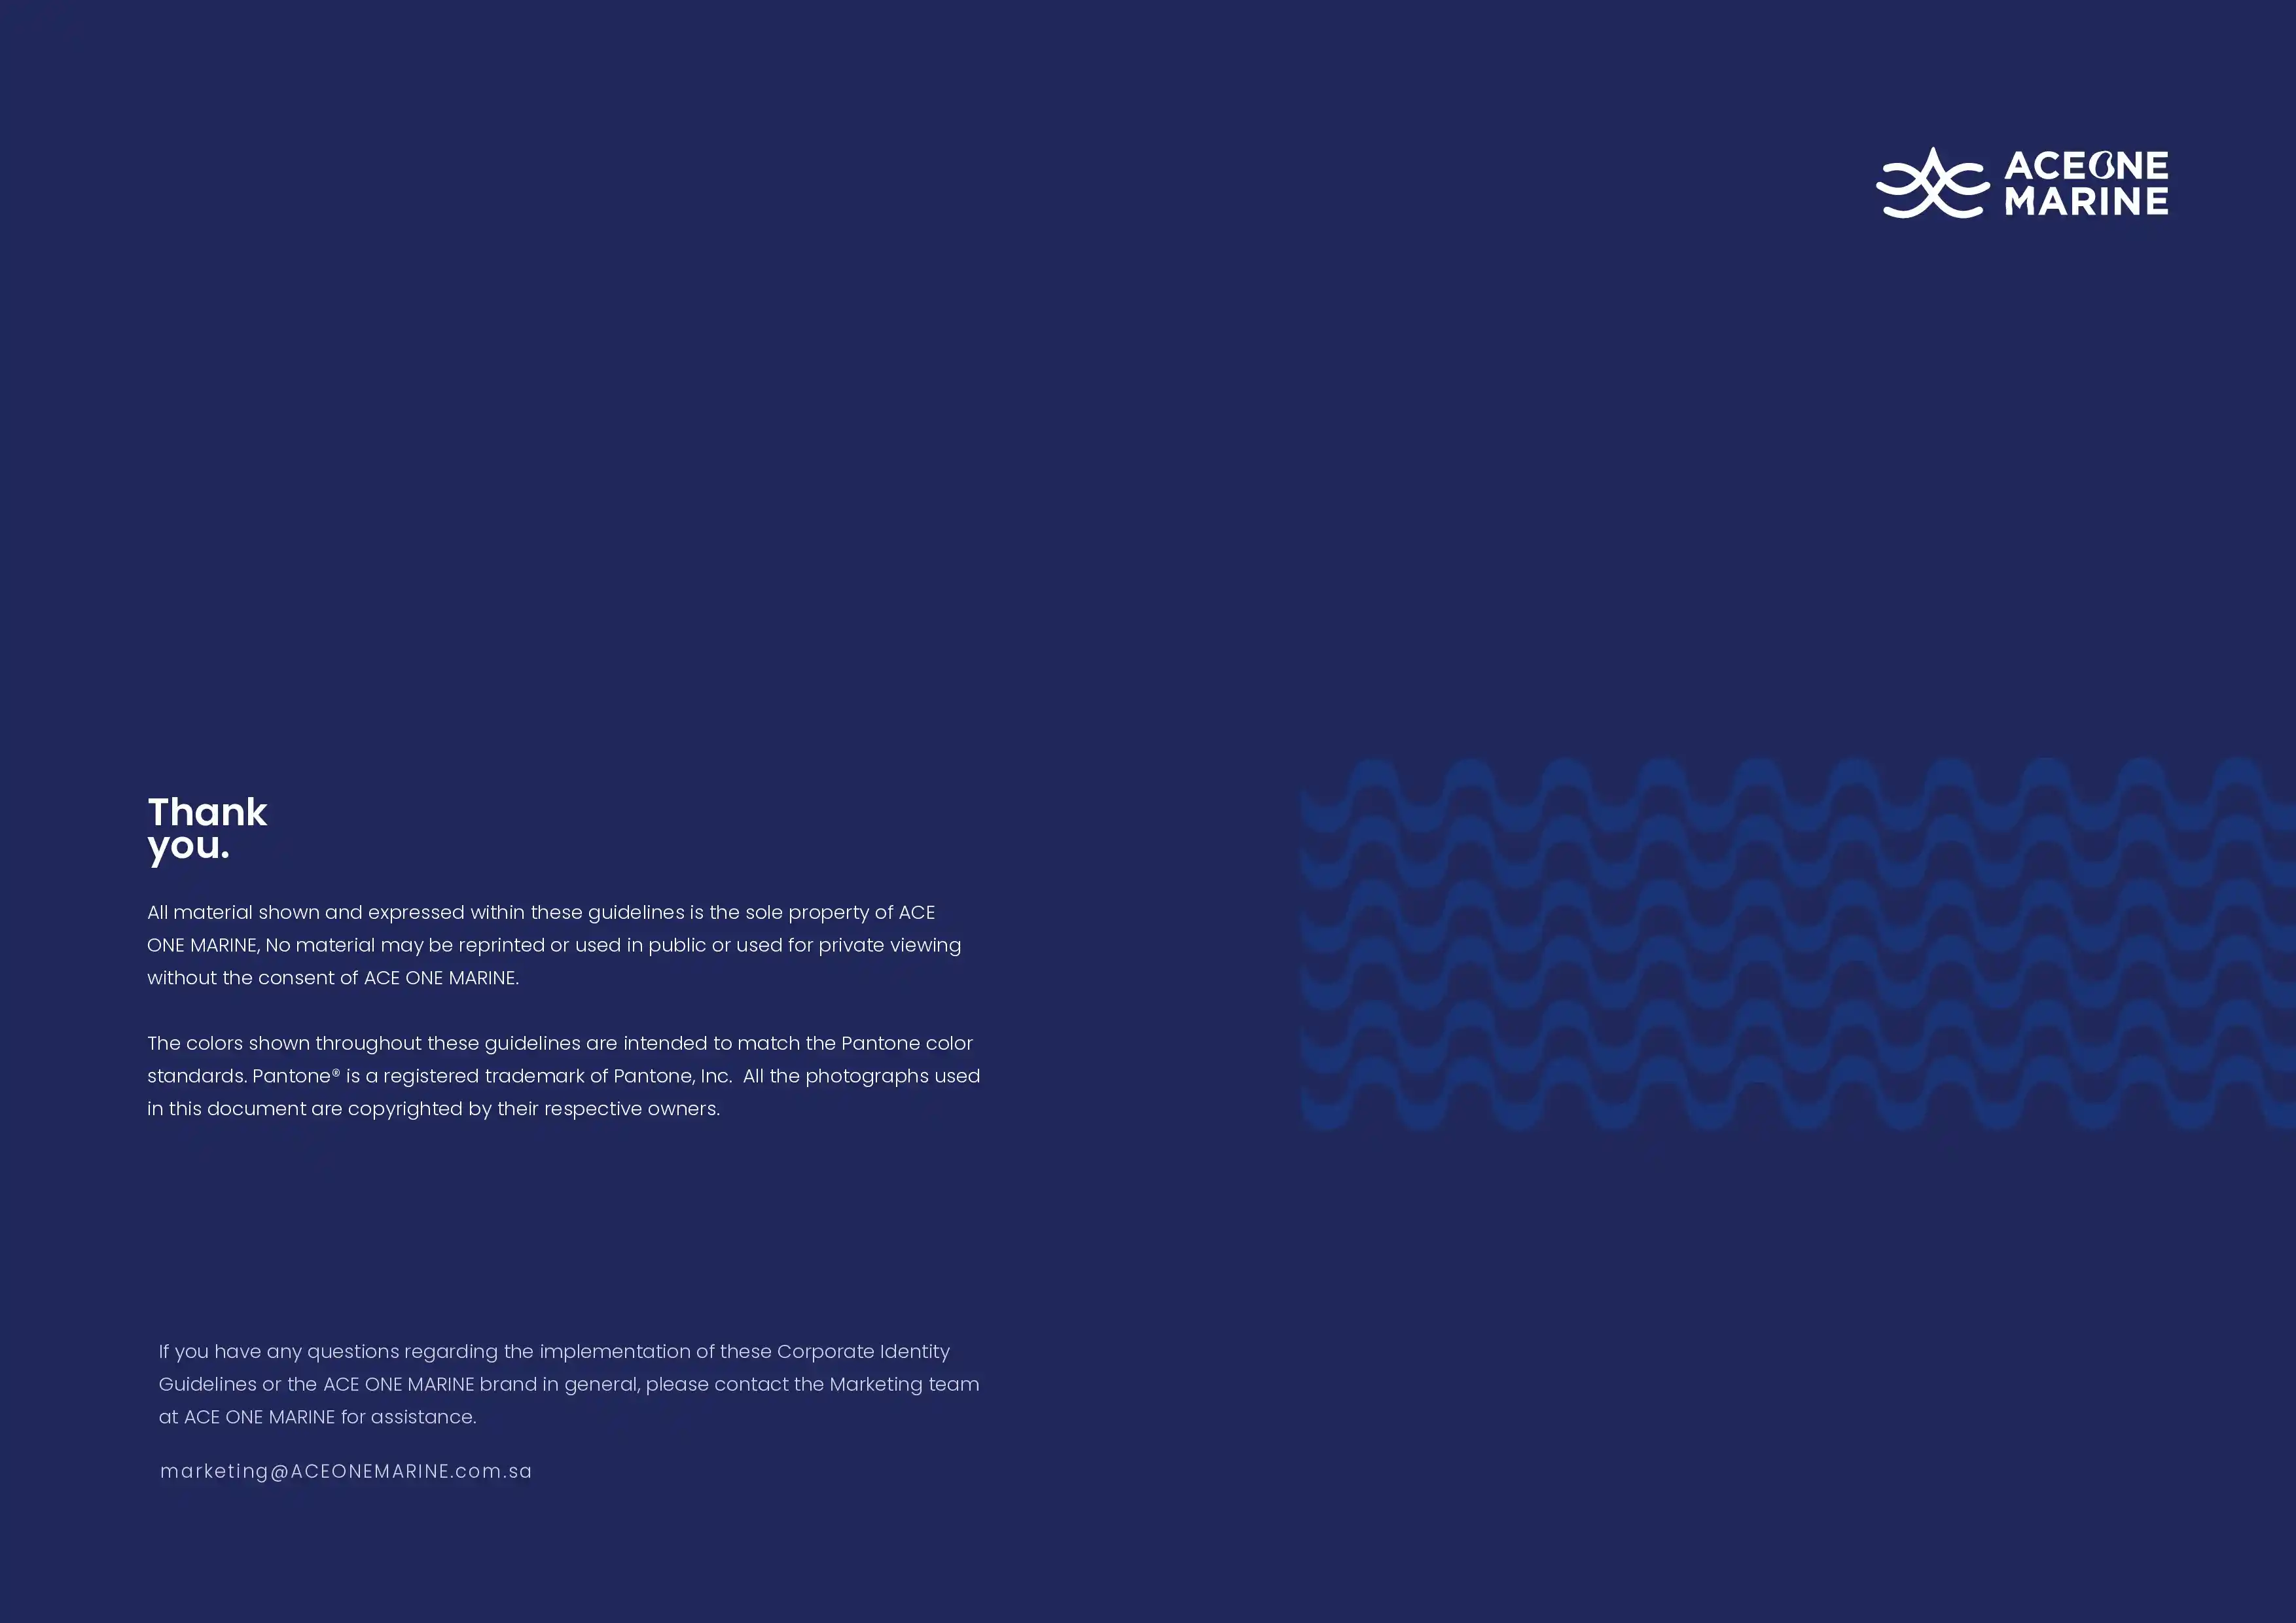 ACEONE
MARINE
Thank
you.
All material shown and expressed within these guidelines is the sole property of ACE
ONE MARINE, No material may be reprinted or used in public or used for private viewing
without the consent of ACE ONE MARINE.
The colors shown throughout these guidelines are intended to match the Pantone color
standards. Pantone® is a registered trademark of Pantone, Inc.  All the photographs used
in this document are copyrighted by their respective owners.
If you have any questions regarding the implementation of these Corporate Identity
Guidelines or the ACE ONE MARINE brand in general, please contact the Marketing team
at ACE ONE MARINE for assistance.
marketing@ACEONEMARINE.com.sa